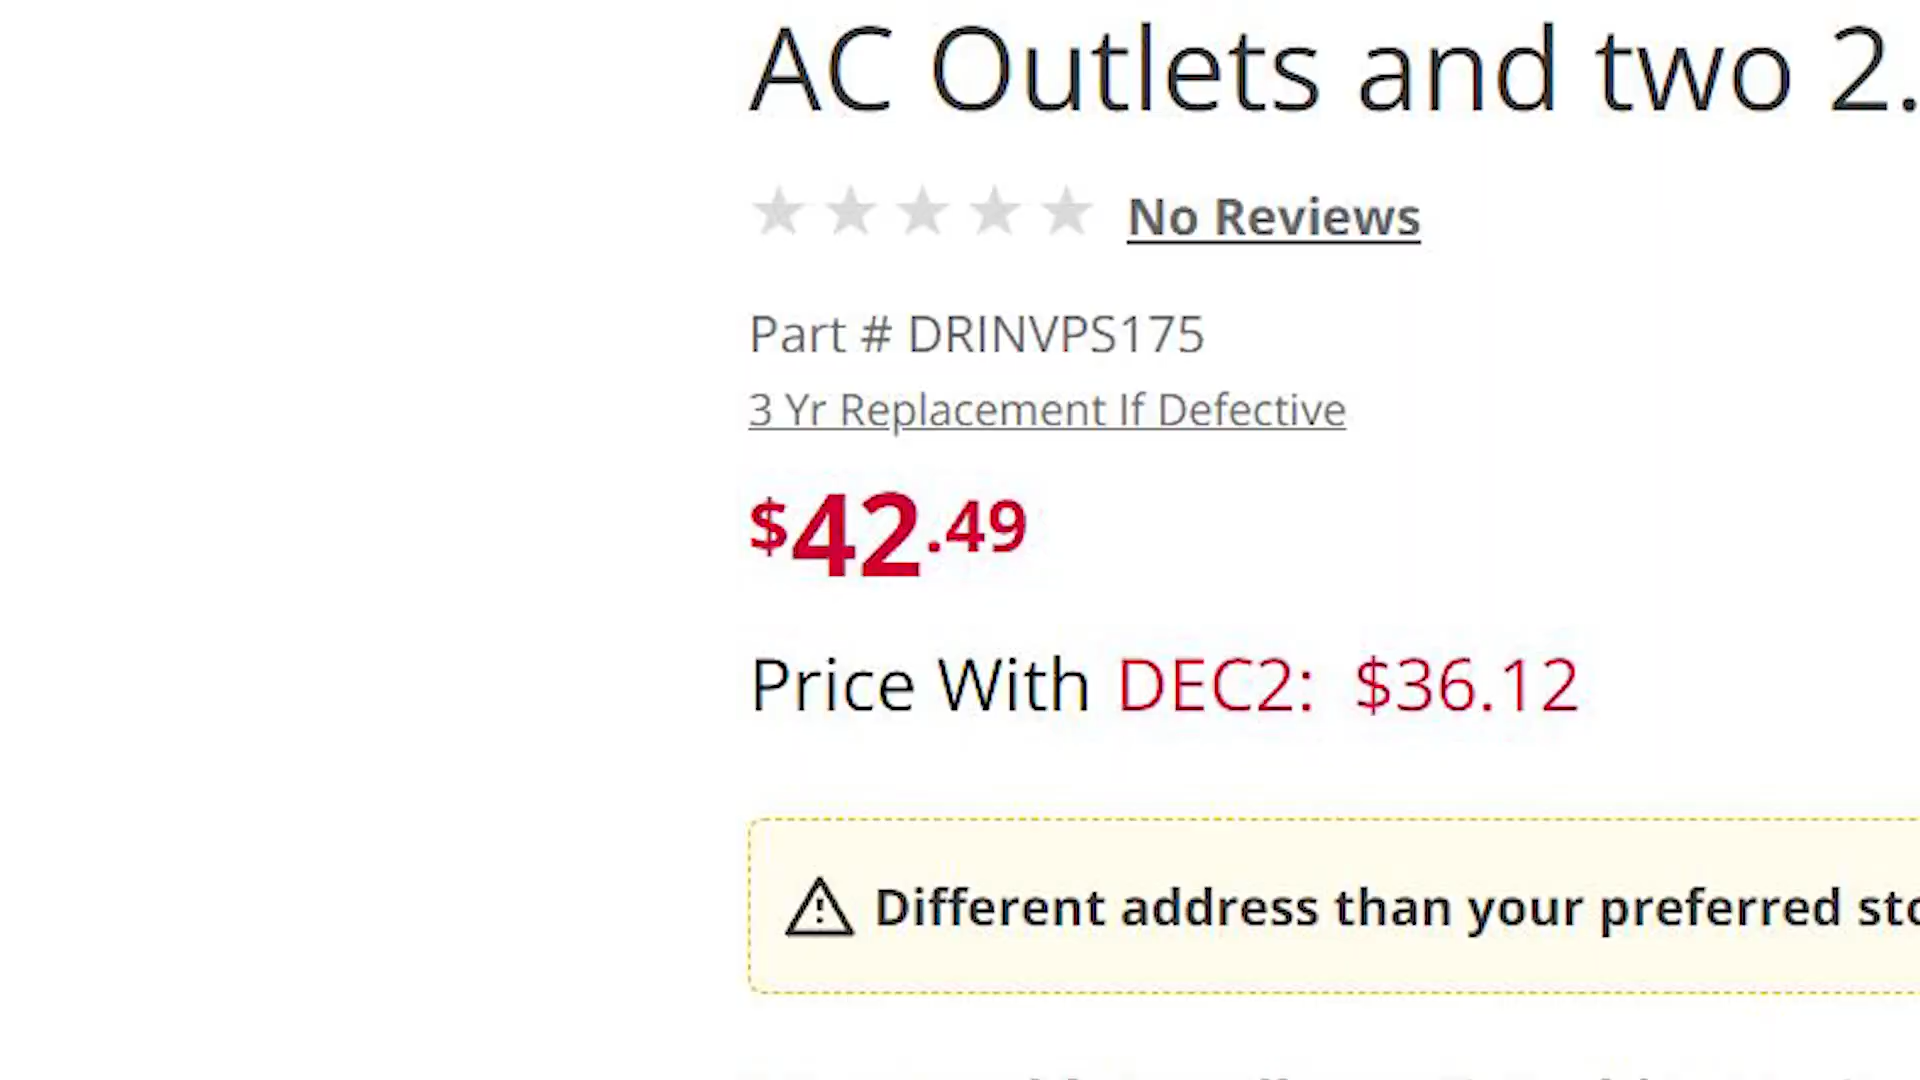 AC Outlets and two 2.
No Reviews
Part # DRINVPS175
3 Yr Replacement If Defective
$42.49
Price With DEC2: $36.12
Different address than your preferred